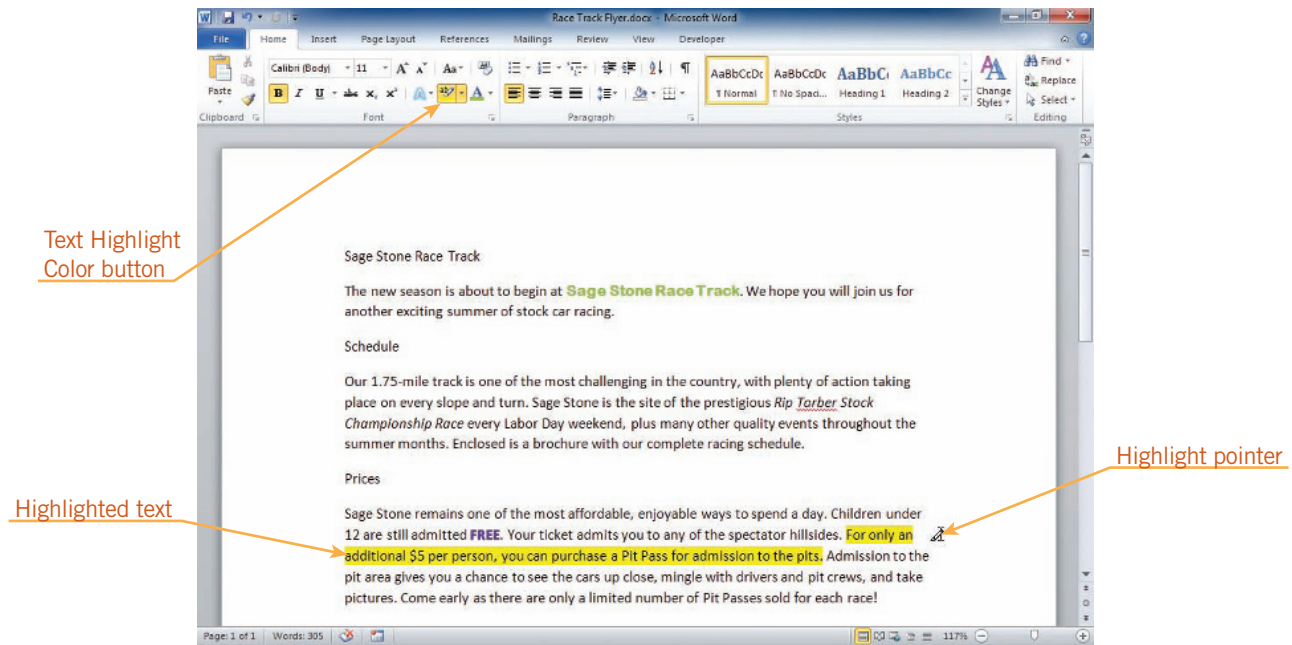 Race Track Flyer.docx - Microsoft Word
File Home Insert Page Layout References Mailings Review View Developer
Calibri (Body) 11 A A Aa
Paste
B I U abc x₂ x² A ab A
AaBbCcDc AaBbCcDc AaBbC AaBbCc
¶ Normal ¶ No Spaci... Heading 1 Heading 2
Change Styles
Find
Replace
Select
Clipboard Font Paragraph Styles Editing
Text Highlight
Color button
Sage Stone Race Track
The new season is about to begin at Sage Stone Race Track. We hope you will join us for
another exciting summer of stock car racing.
Schedule
Our 1.75-mile track is one of the most challenging in the country, with plenty of action taking
place on every slope and turn. Sage Stone is the site of the prestigious Rip Tarber Stock
Championship Race every Labor Day weekend, plus many other quality events throughout the
summer months. Enclosed is a brochure with our complete racing schedule.
Highlight pointer
Prices
Highlighted text
Sage Stone remains one of the most affordable, enjoyable ways to spend a day. Children under
12 are still admitted FREE. Your ticket admits you to any of the spectator hillsides. For only an
additional $5 per person, you can purchase a Pit Pass for admission to the pits. Admission to the
pit area gives you a chance to see the cars up close, mingle with drivers and pit crews, and take
pictures. Come early as there are only a limited number of Pit Passes sold for each race!
Page: 1 of 1 Words: 305 117%